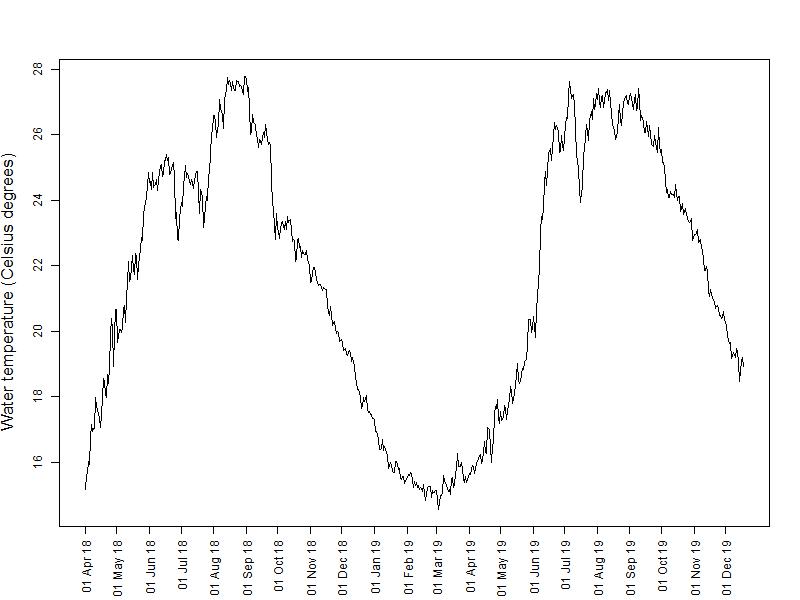 Water temperature (Celsius degrees)
28
26
24
22
20
18
16
01 Apr 18
01 May 18
01 Jun 18
01 Jul 18
01 Aug 18
01 Sep 18
01 Oct 18
01 Nov 18
01 Dec 18
01 Jan 19
01 Feb 19
01 Mar 19
01 Apr 19
01 May 19
01 Jun 19
01 Jul 19
01 Aug 19
01 Sep 19
01 Oct 19
01 Nov 19
01 Dec 19